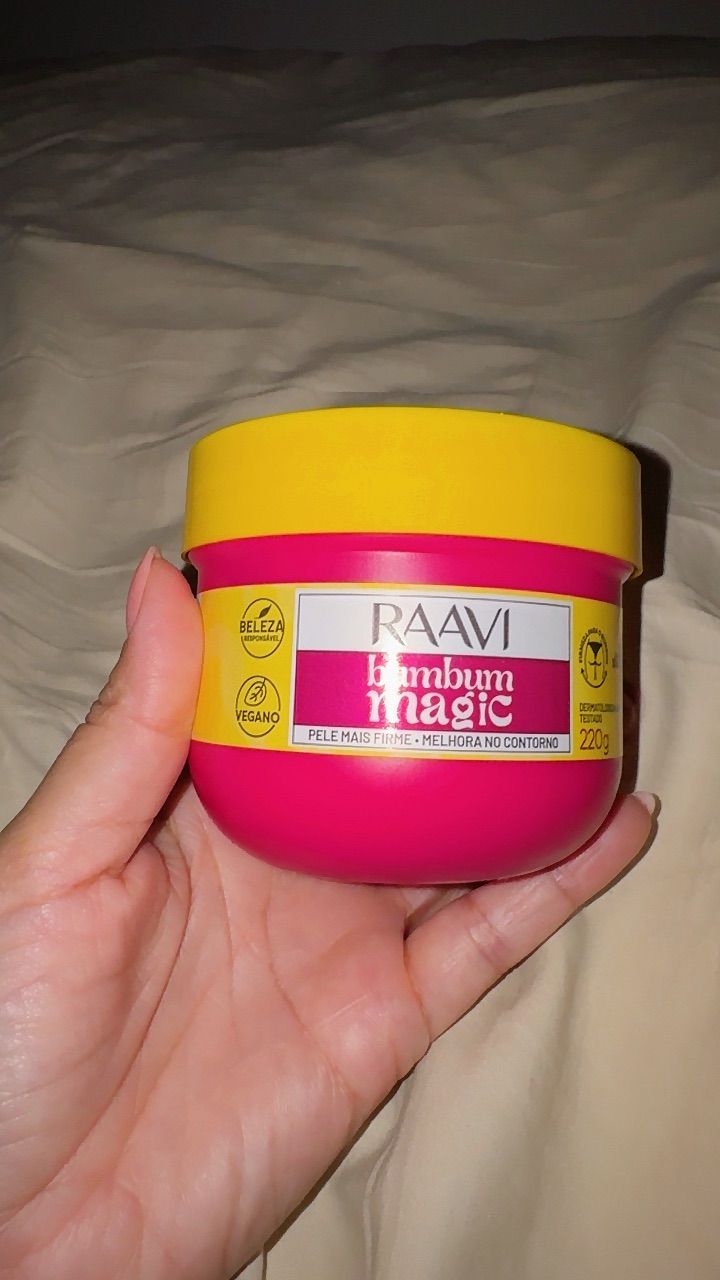 BELEZA
RESPONSÁVEL
VEGANO
RAAVI
bumbum
magic
PELE MAIS FIRME • MELHORA NO CONTORNO
TESTADO
220g